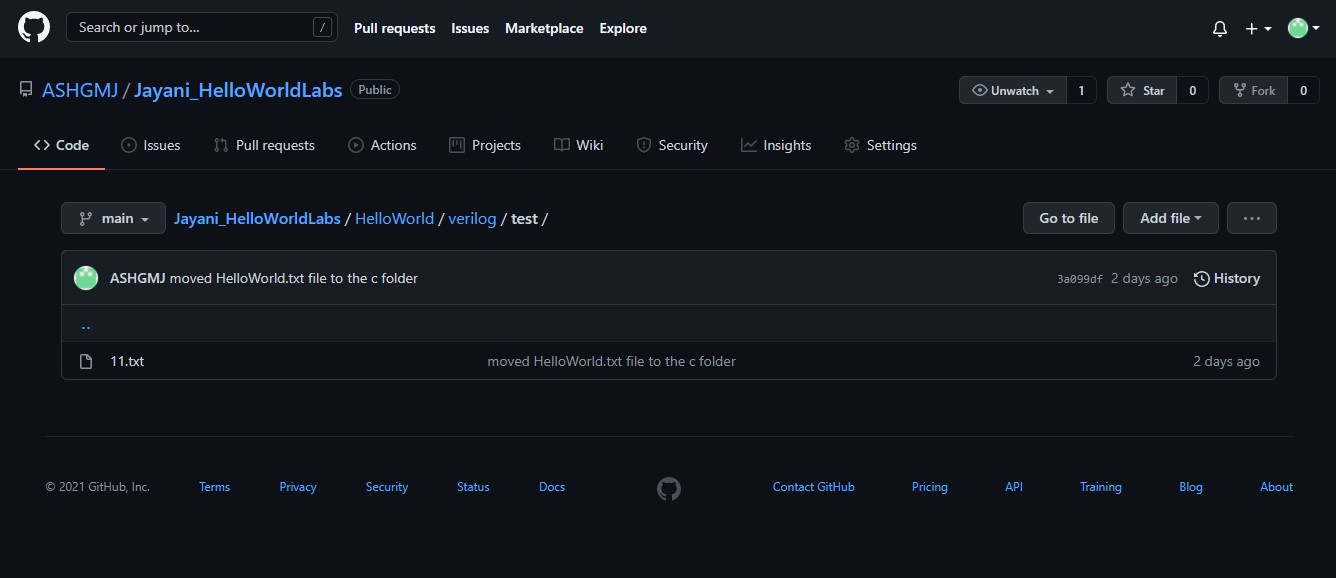 Search or jump to... / Pull requests Issues Marketplace Explore
ASHGMJ / Jayani_HelloWorldLabs Public Unwatch 1 Star 0 Fork 0
Code Issues Pull requests Actions Projects Wiki Security Insights Settings
main Jayani_HelloWorldLabs / HelloWorld / verilog / test / Go to file Add file ...
ASHGMJ moved HelloWorld.txt file to the c folder 3a099df 2 days ago History
..
11.txt moved HelloWorld.txt file to the c folder 2 days ago
© 2021 GitHub, Inc. Terms Privacy Security Status Docs Contact GitHub Pricing API Training Blog About